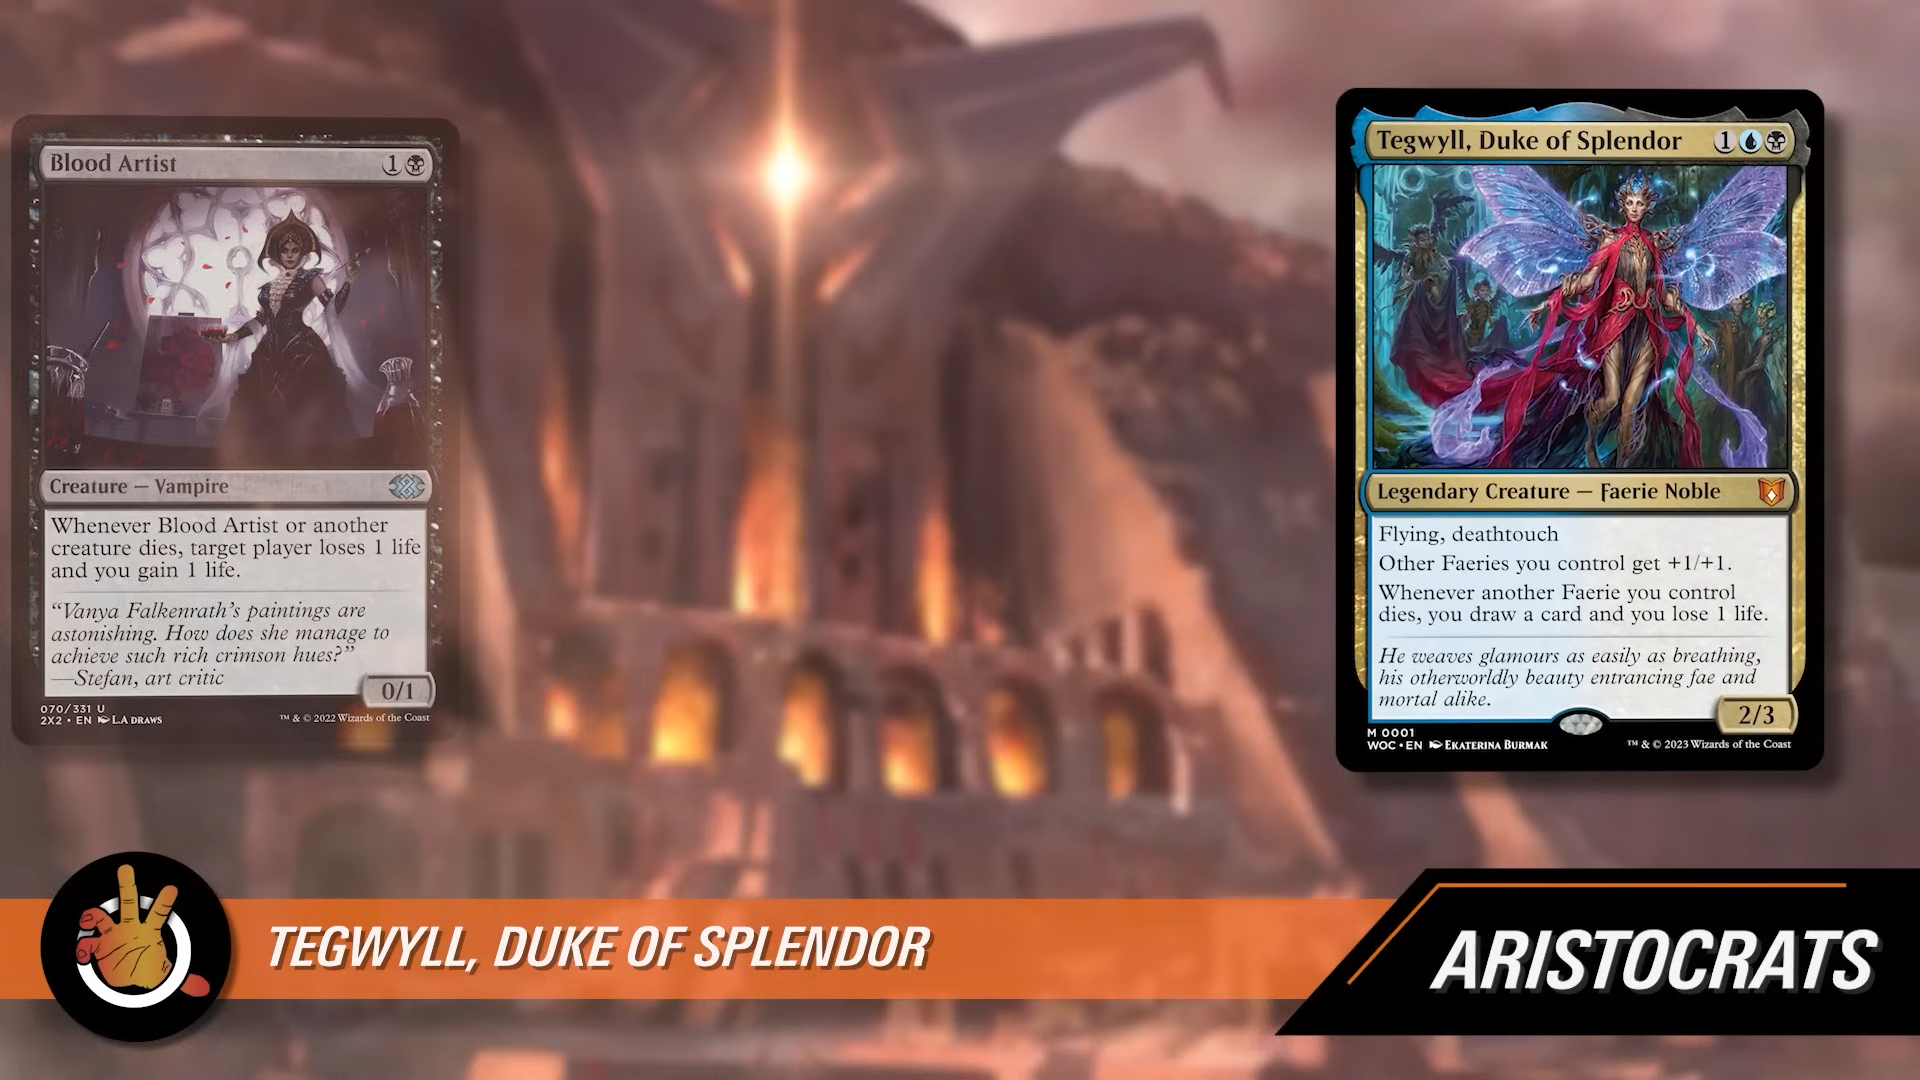 Blood Artist 1
Creature — Vampire
Whenever Blood Artist or another
creature dies, target player loses 1 life
and you gain 1 life.
“Vanya Falkenrath’s paintings are
astonishing. How does she manage to
achieve such rich crimson hues?”
—Stefan, art critic
0/1
070/331 U
2X2 • EN L.A DRAWS
™ & © 2022 Wizards of the Coast
Tegwyll, Duke of Splendor 1
Legendary Creature — Faerie Noble
Flying, deathtouch
Other Faeries you control get +1/+1.
Whenever another Faerie you control
dies, you draw a card and you lose 1 life.
He weaves glamours as easily as breathing,
his otherworldly beauty entrancing fae and
mortal alike.
2/3
M 0001
WOC • EN EKATERINA BURMAK
™ & © 2023 Wizards of the Coast
TEGWYLL, DUKE OF SPLENDOR
ARISTOCRATS